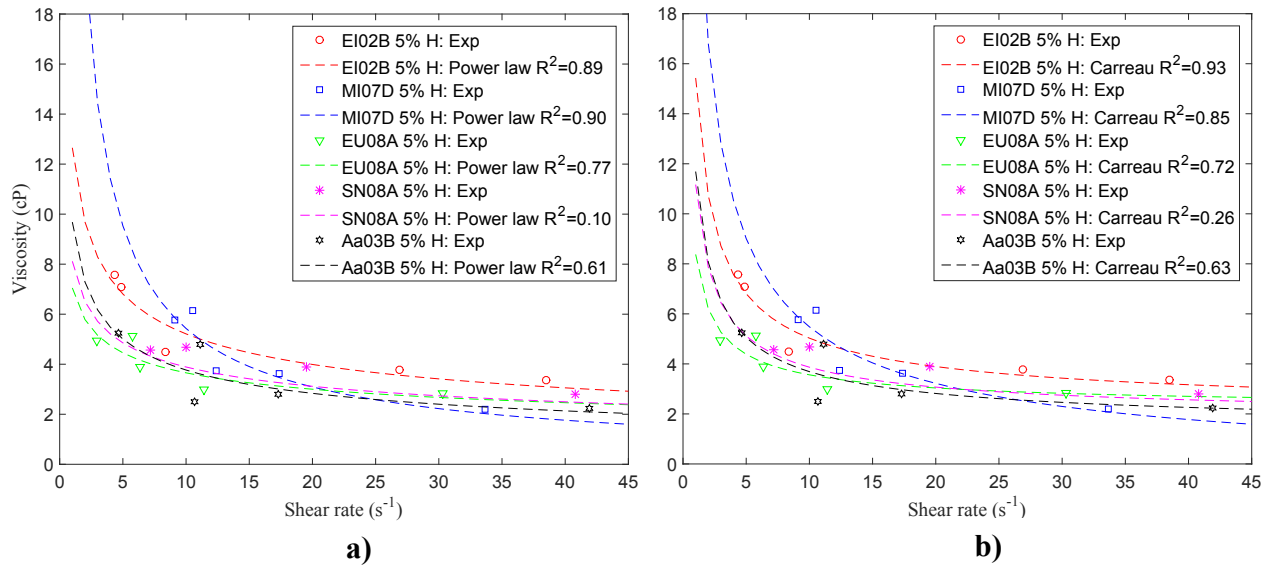 18
16
14
12
10
8
6
4
2
0
Viscosity (cP)
EI02B 5% H: Exp
EI02B 5% H: Power law R²=0.89
MI07D 5% H: Exp
MI07D 5% H: Power law R²=0.90
EU08A 5% H: Exp
EU08A 5% H: Power law R²=0.77
SN08A 5% H: Exp
SN08A 5% H: Power law R²=0.10
Aa03B 5% H: Exp
Aa03B 5% H: Power law R²=0.61
0 5 10 15 20 25 30 35 40 45
Shear rate (s⁻¹)
a)
18
16
14
12
10
8
6
4
2
0
EI02B 5% H: Exp
EI02B 5% H: Carreau R²=0.93
MI07D 5% H: Exp
MI07D 5% H: Carreau R²=0.85
EU08A 5% H: Exp
EU08A 5% H: Carreau R²=0.72
SN08A 5% H: Exp
SN08A 5% H: Carreau R²=0.26
Aa03B 5% H: Exp
Aa03B 5% H: Carreau R²=0.63
0 5 10 15 20 25 30 35 40 45
Shear rate (s⁻¹)
b)